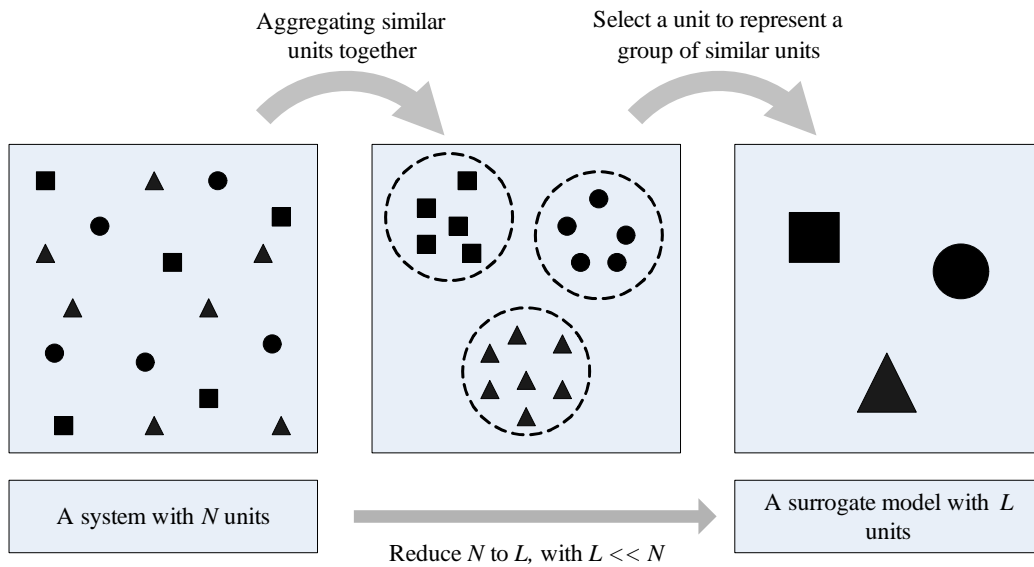 Aggregating similar
units together
Select a unit to represent a
group of similar units
A system with N units
A surrogate model with L
units
Reduce N to L, with L << N